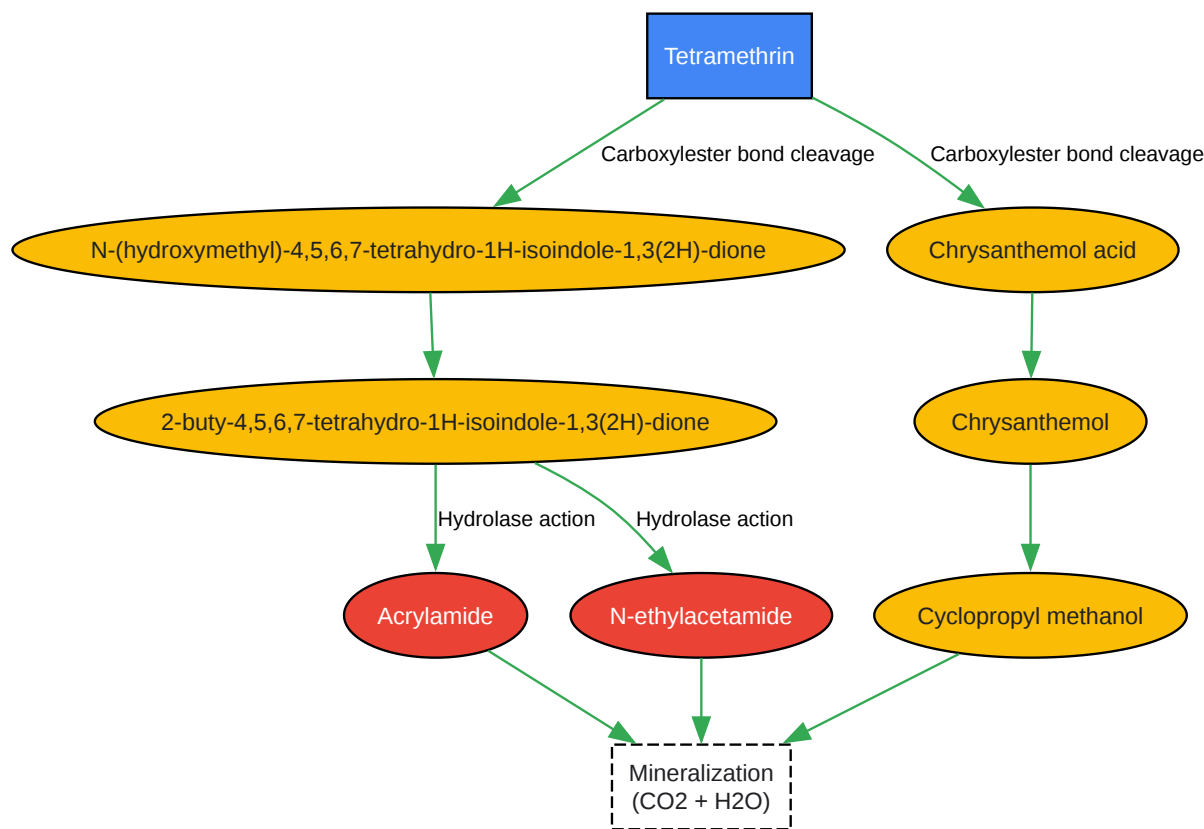 Tetramethrin
Carboxylester bond cleavage
Carboxylester bond cleavage
N-(hydroxymethyl)-4,5,6,7-tetrahydro-1H-isoindole-1,3(2H)-dione
Chrysanthemol acid
2-buty-4,5,6,7-tetrahydro-1H-isoindole-1,3(2H)-dione
Chrysanthemol
Hydrolase action
Hydrolase action
Acrylamide
N-ethylacetamide
Cyclopropyl methanol
Mineralization
(CO2 + H2O)